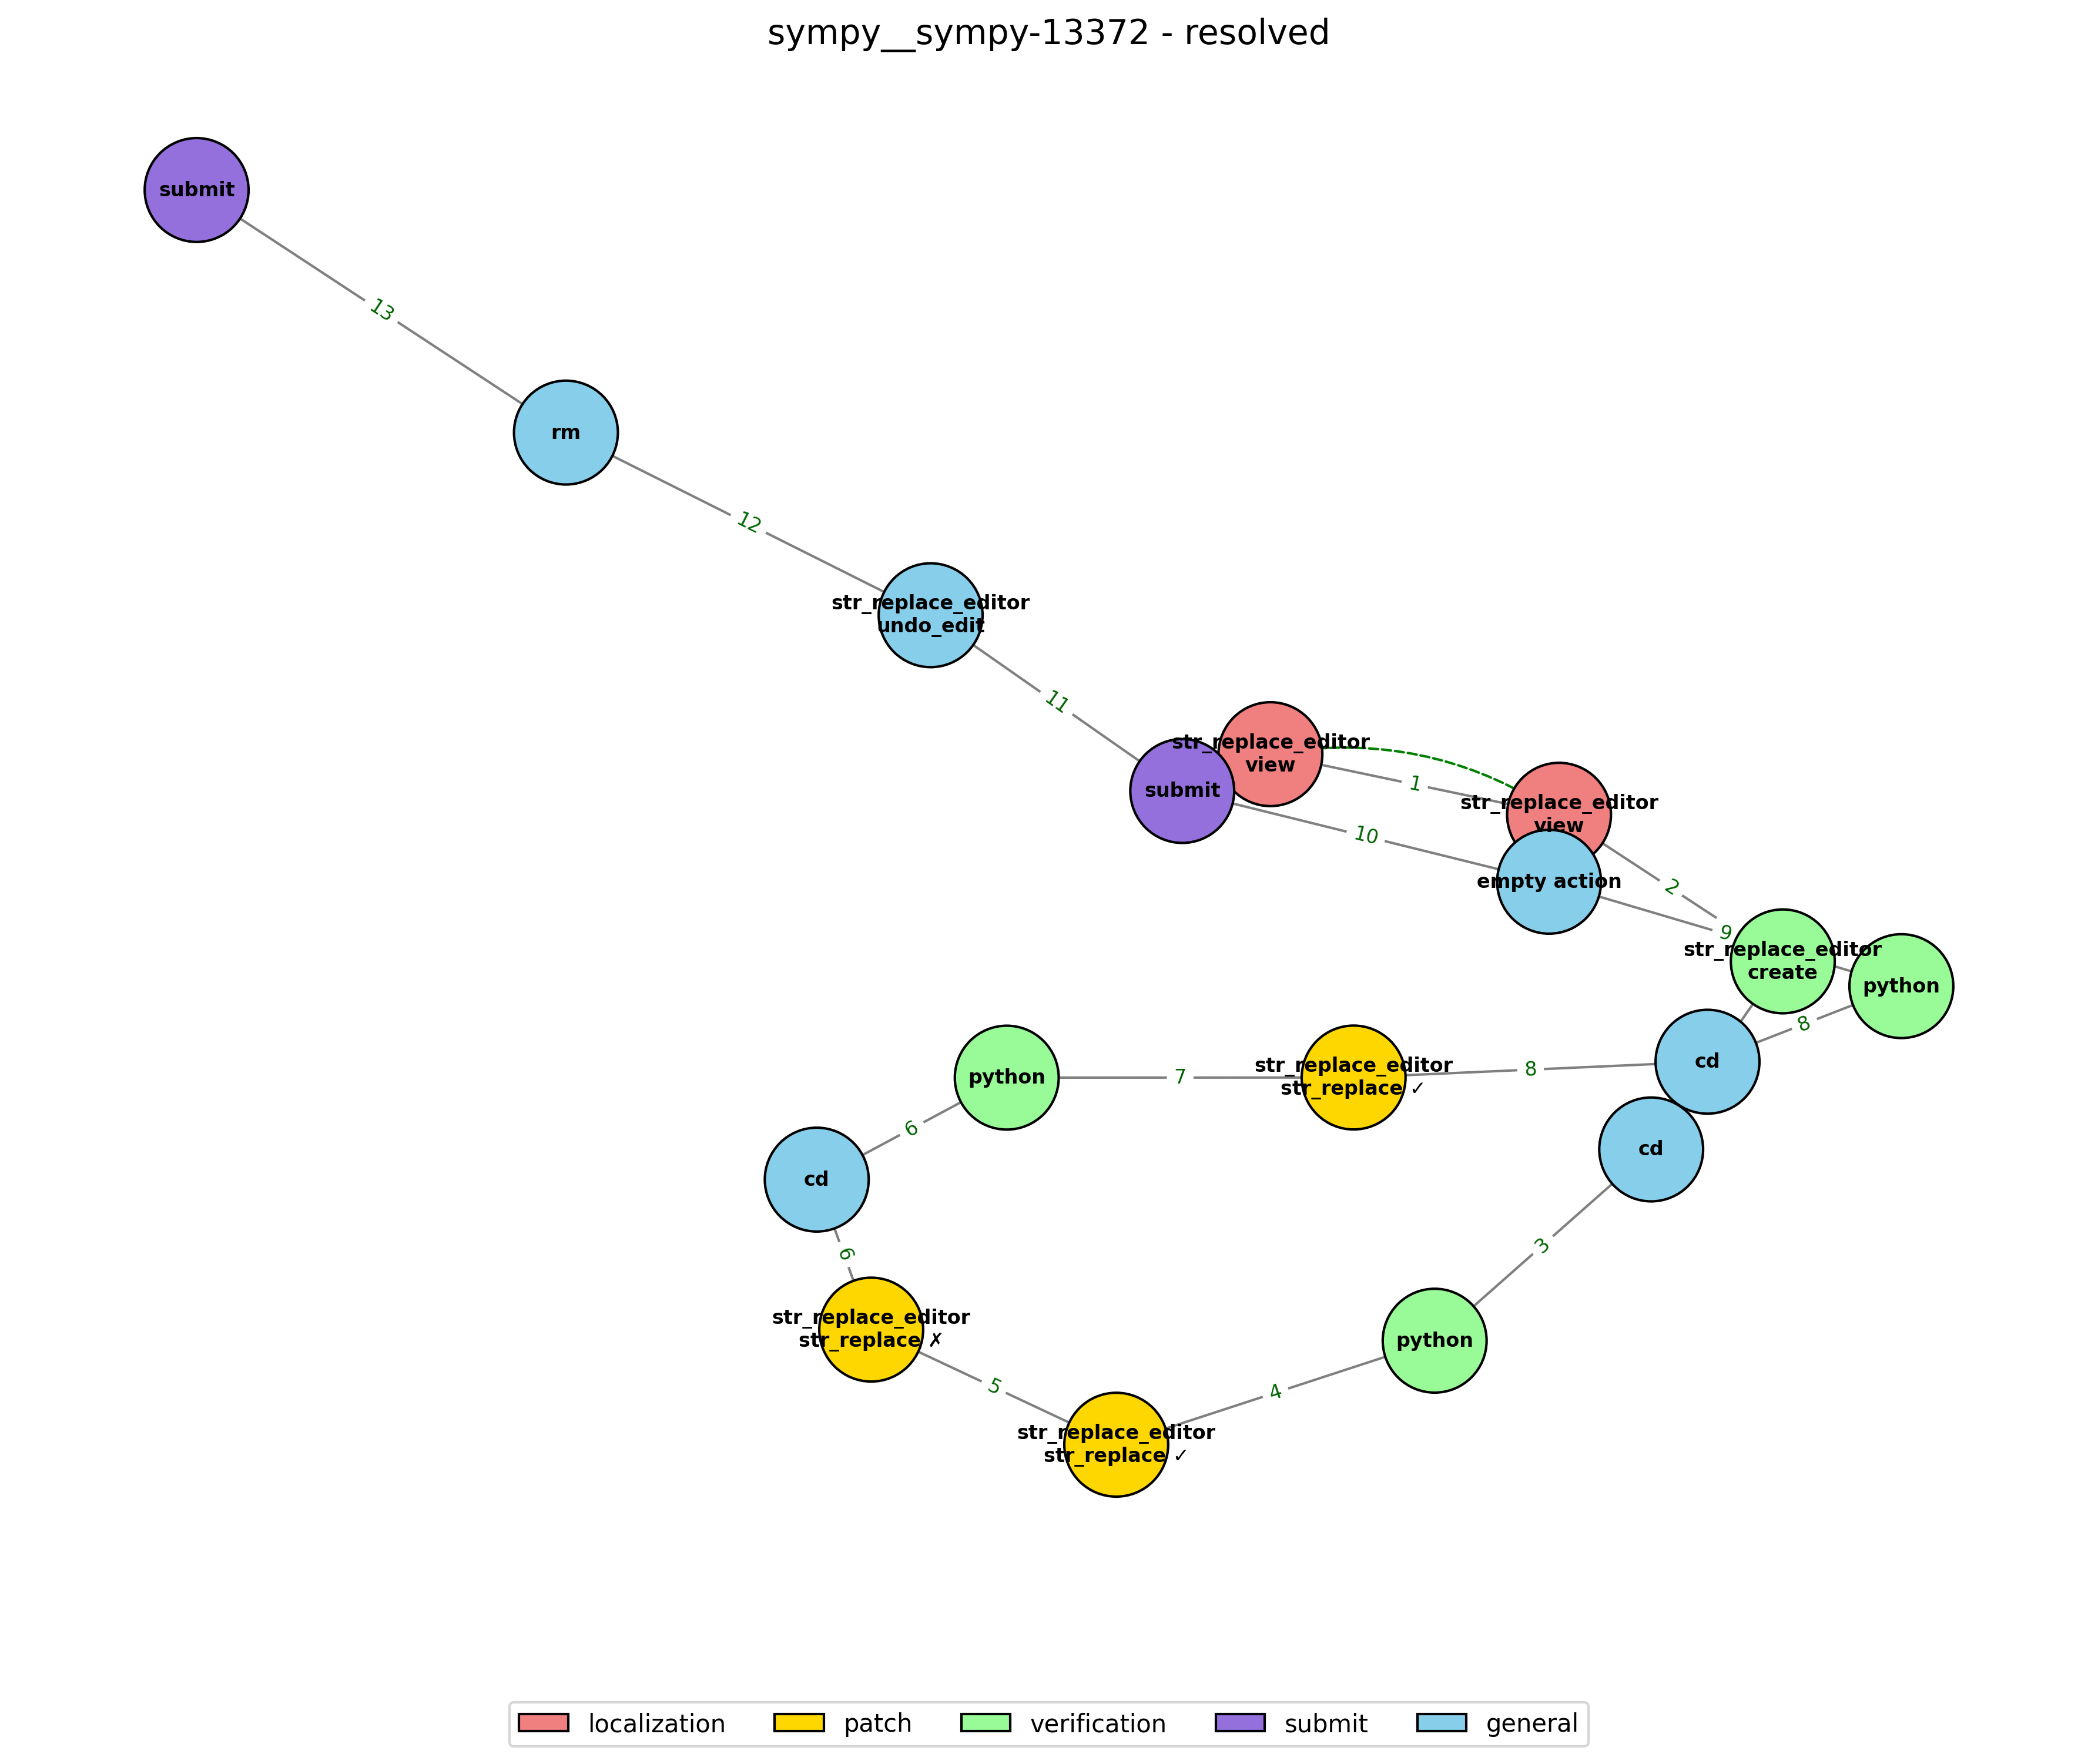 sympy__sympy-13372 - resolved
submit
13
rm
12
str_replace_editor
undo_edit
11
str_replace_editor
view
submit
1
10
str_replace_editor
view
empty action
2
9
str_replace_editor
create
python
8
cd
8
str_replace_editor
str_replace ✓
7
python
6
cd
cd
6
3
str_replace_editor
str_replace ✗
python
5
4
str_replace_editor
str_replace ✓
localization
patch
verification
submit
general